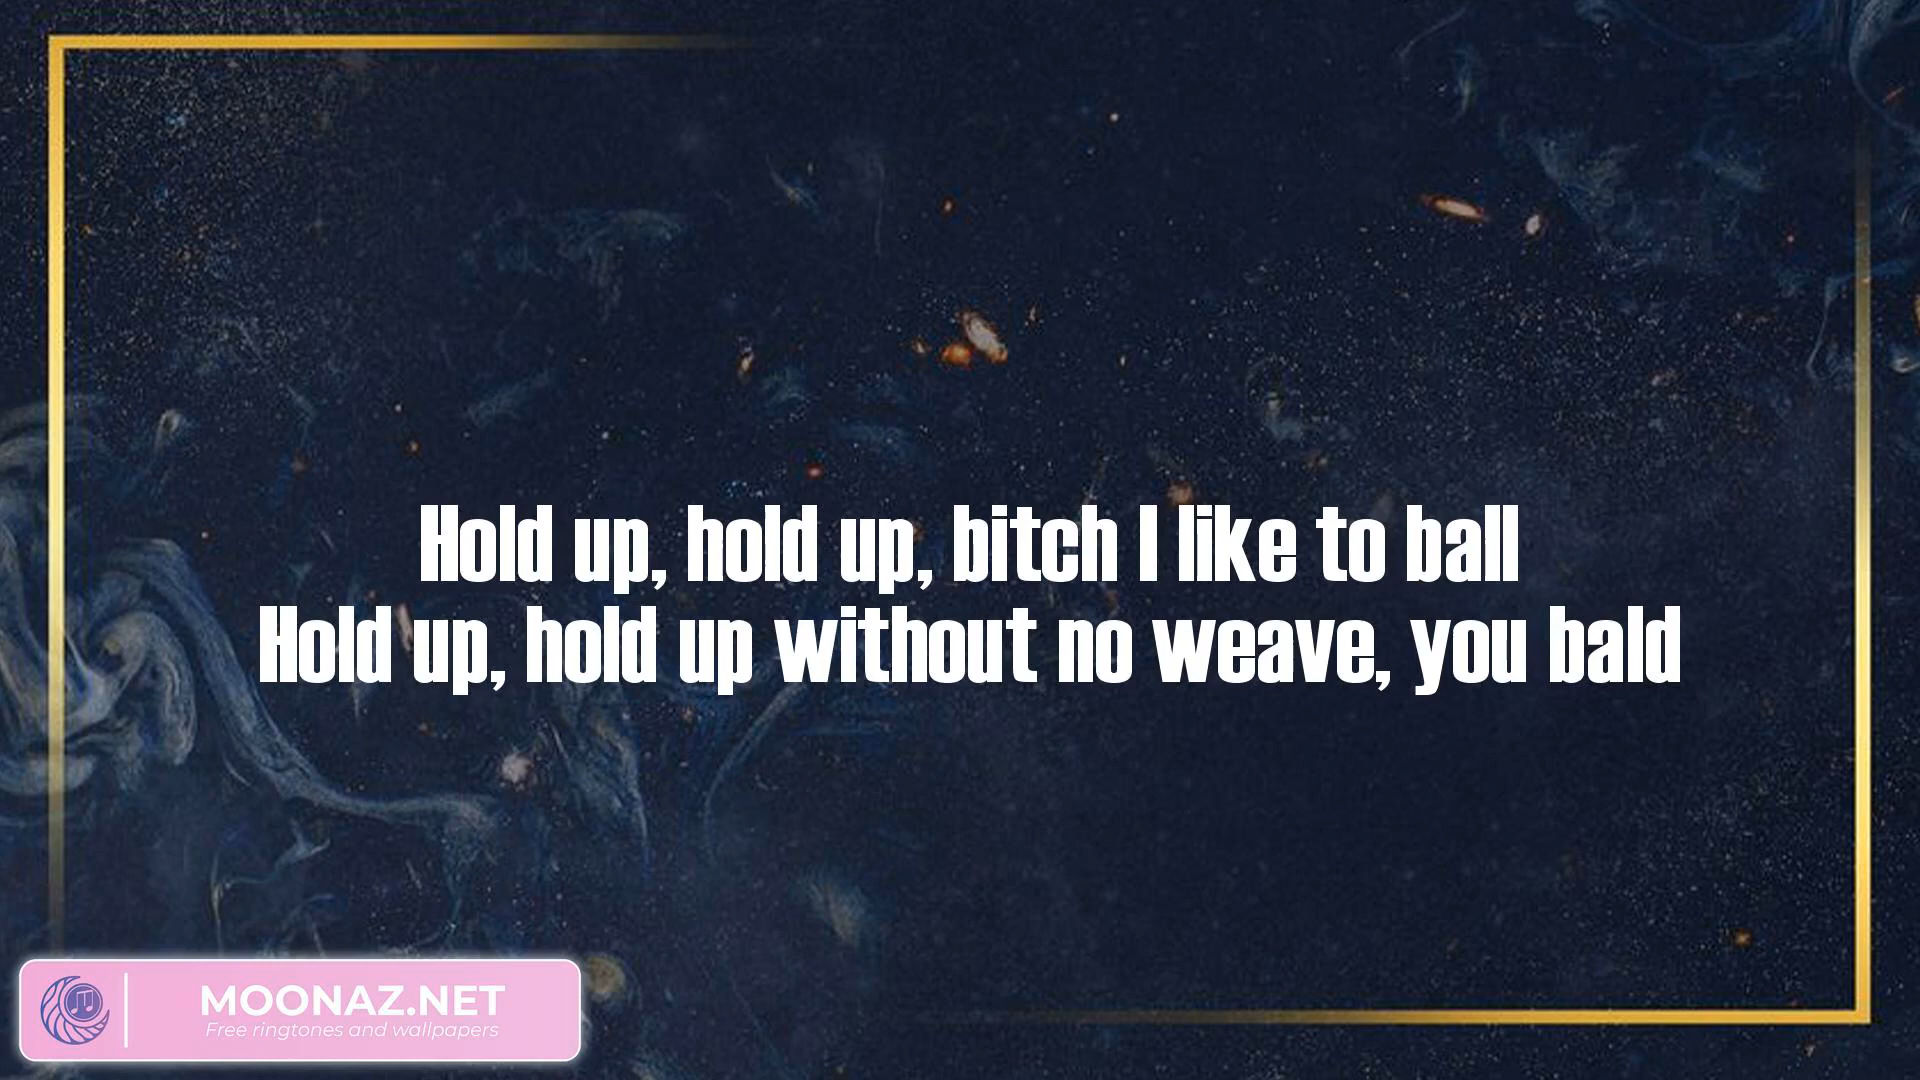 Hold up, hold up, bitch I like to ball
Hold up, hold up without no weave, you bald
MOONAZ.NET
Free ringtones and wallpapers